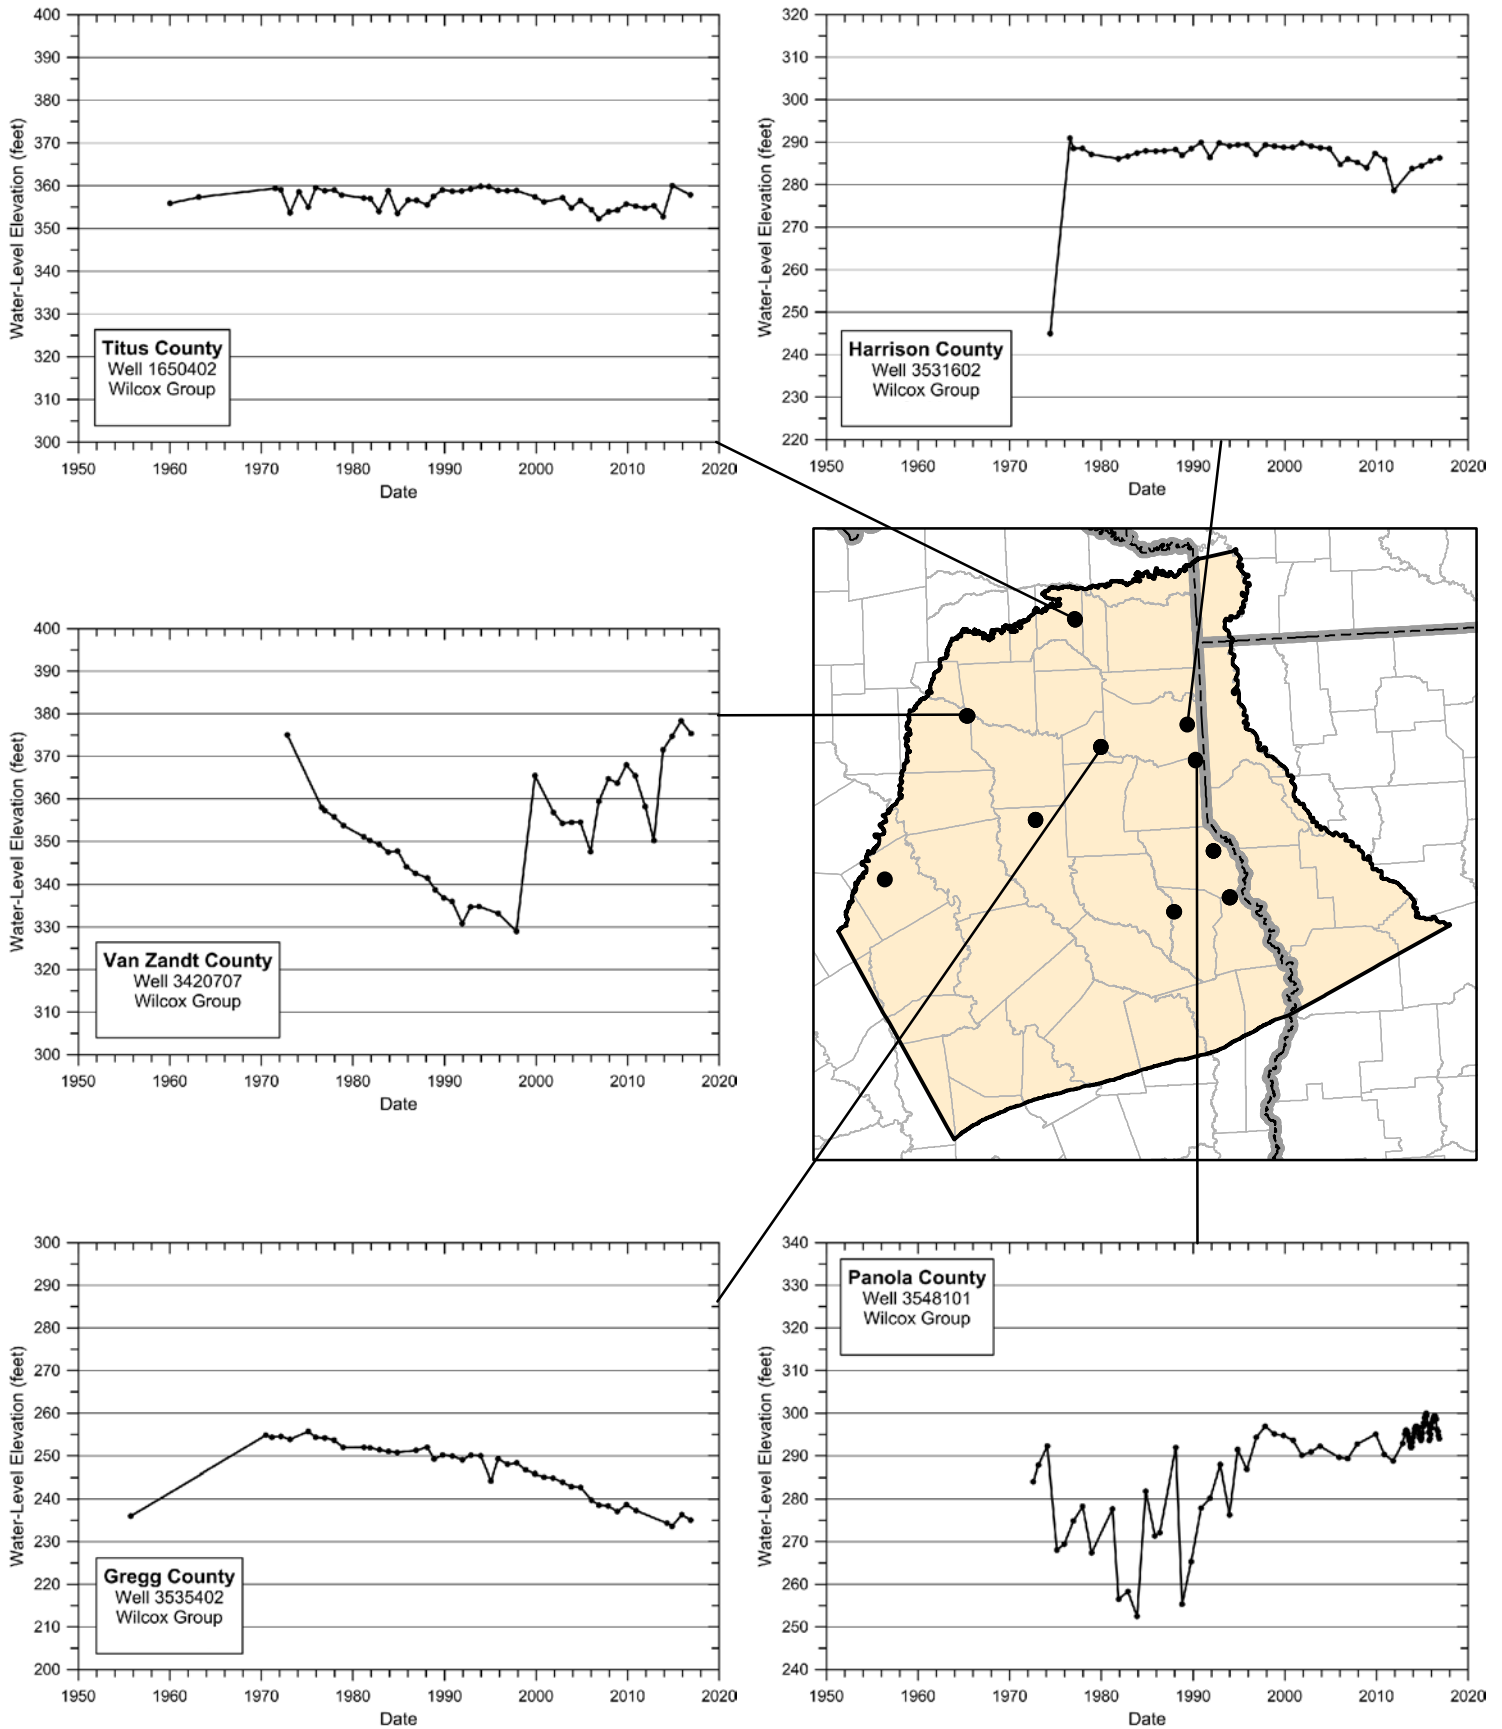 400
390
380
370
360
350
340
330
320
310
300
Water-Level Elevation (feet)
Titus County
Well 1650402
Wilcox Group
1950 1960 1970 1980 1990 2000 2010 2020
Date
320
310
300
290
280
270
260
250
240
230
220
Water-Level Elevation (feet)
Harrison County
Well 3531602
Wilcox Group
1950 1960 1970 1980 1990 2000 2010 2020
Date
400
390
380
370
360
350
340
330
320
310
300
Water-Level Elevation (feet)
Van Zandt County
Well 3420707
Wilcox Group
1950 1960 1970 1980 1990 2000 2010 2020
Date
300
290
280
270
260
250
240
230
220
210
200
Water-Level Elevation (feet)
Gregg County
Well 3535402
Wilcox Group
1950 1960 1970 1980 1990 2000 2010 2020
Date
340
330
320
310
300
290
280
270
260
250
240
Water-Level Elevation (feet)
Panola County
Well 3548101
Wilcox Group
1950 1960 1970 1980 1990 2000 2010 2020
Date